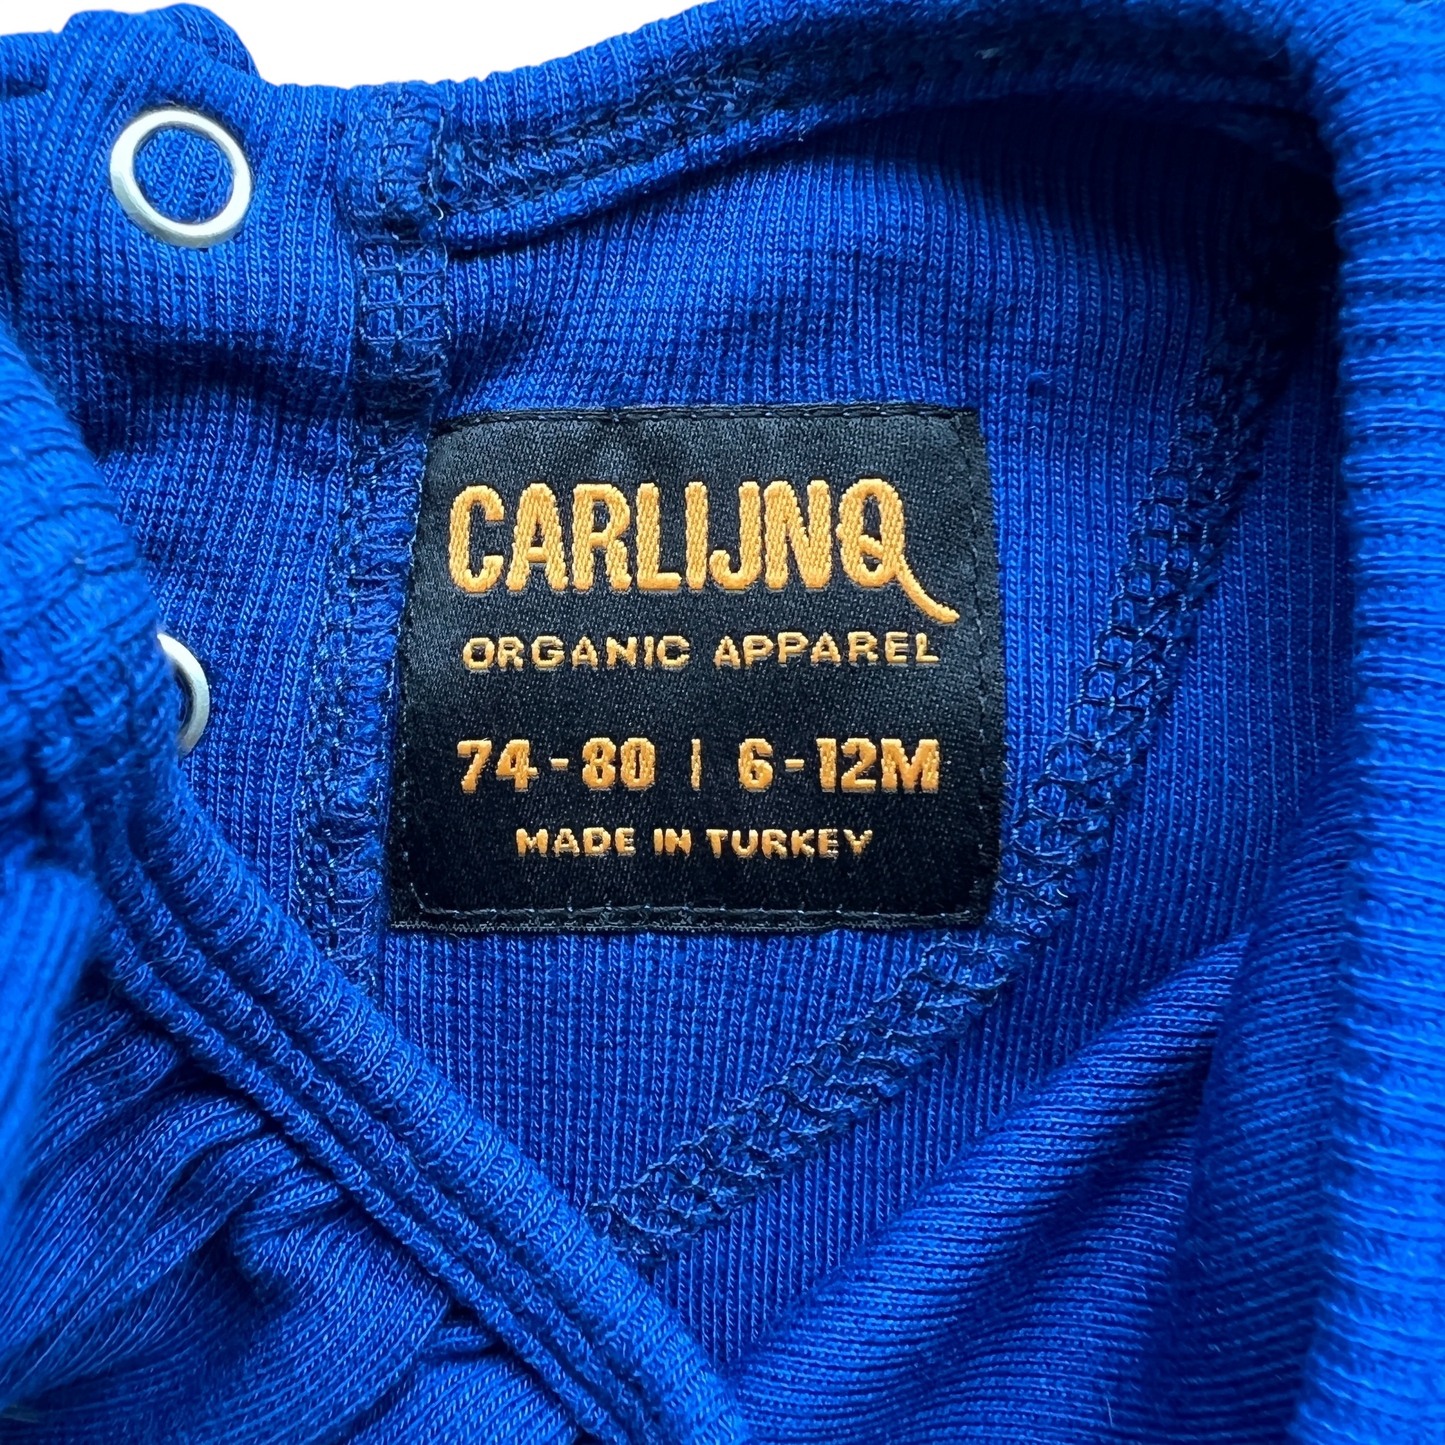 CARLIJNQ
ORGANIC APPAREL
74-80 | 6-12M
MADE IN TURKEY